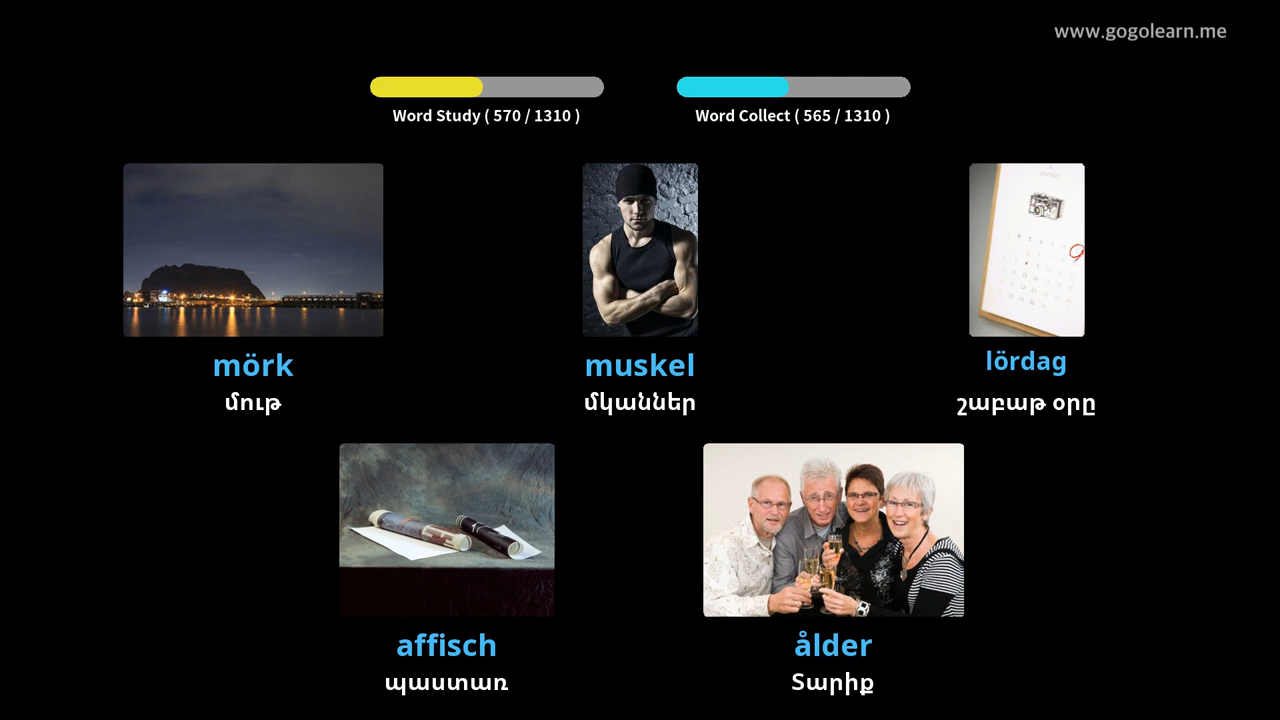 www.gogolearn.me
Word Study ( 570 / 1310 )
Word Collect ( 565 / 1310 )
mörk
մութ
muskel
մկաններ
lördag
շաբաթ օրը
affisch
պաստառ
ålder
Տարիք